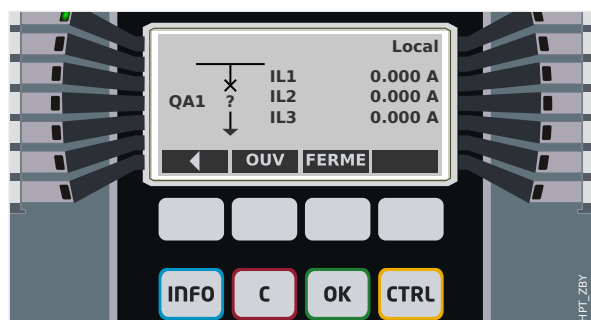 Local
IL1 0.000 A
QA1 ? IL2 0.000 A
IL3 0.000 A
OUV FERME
INFO C OK CTRL
HPT_ZBY